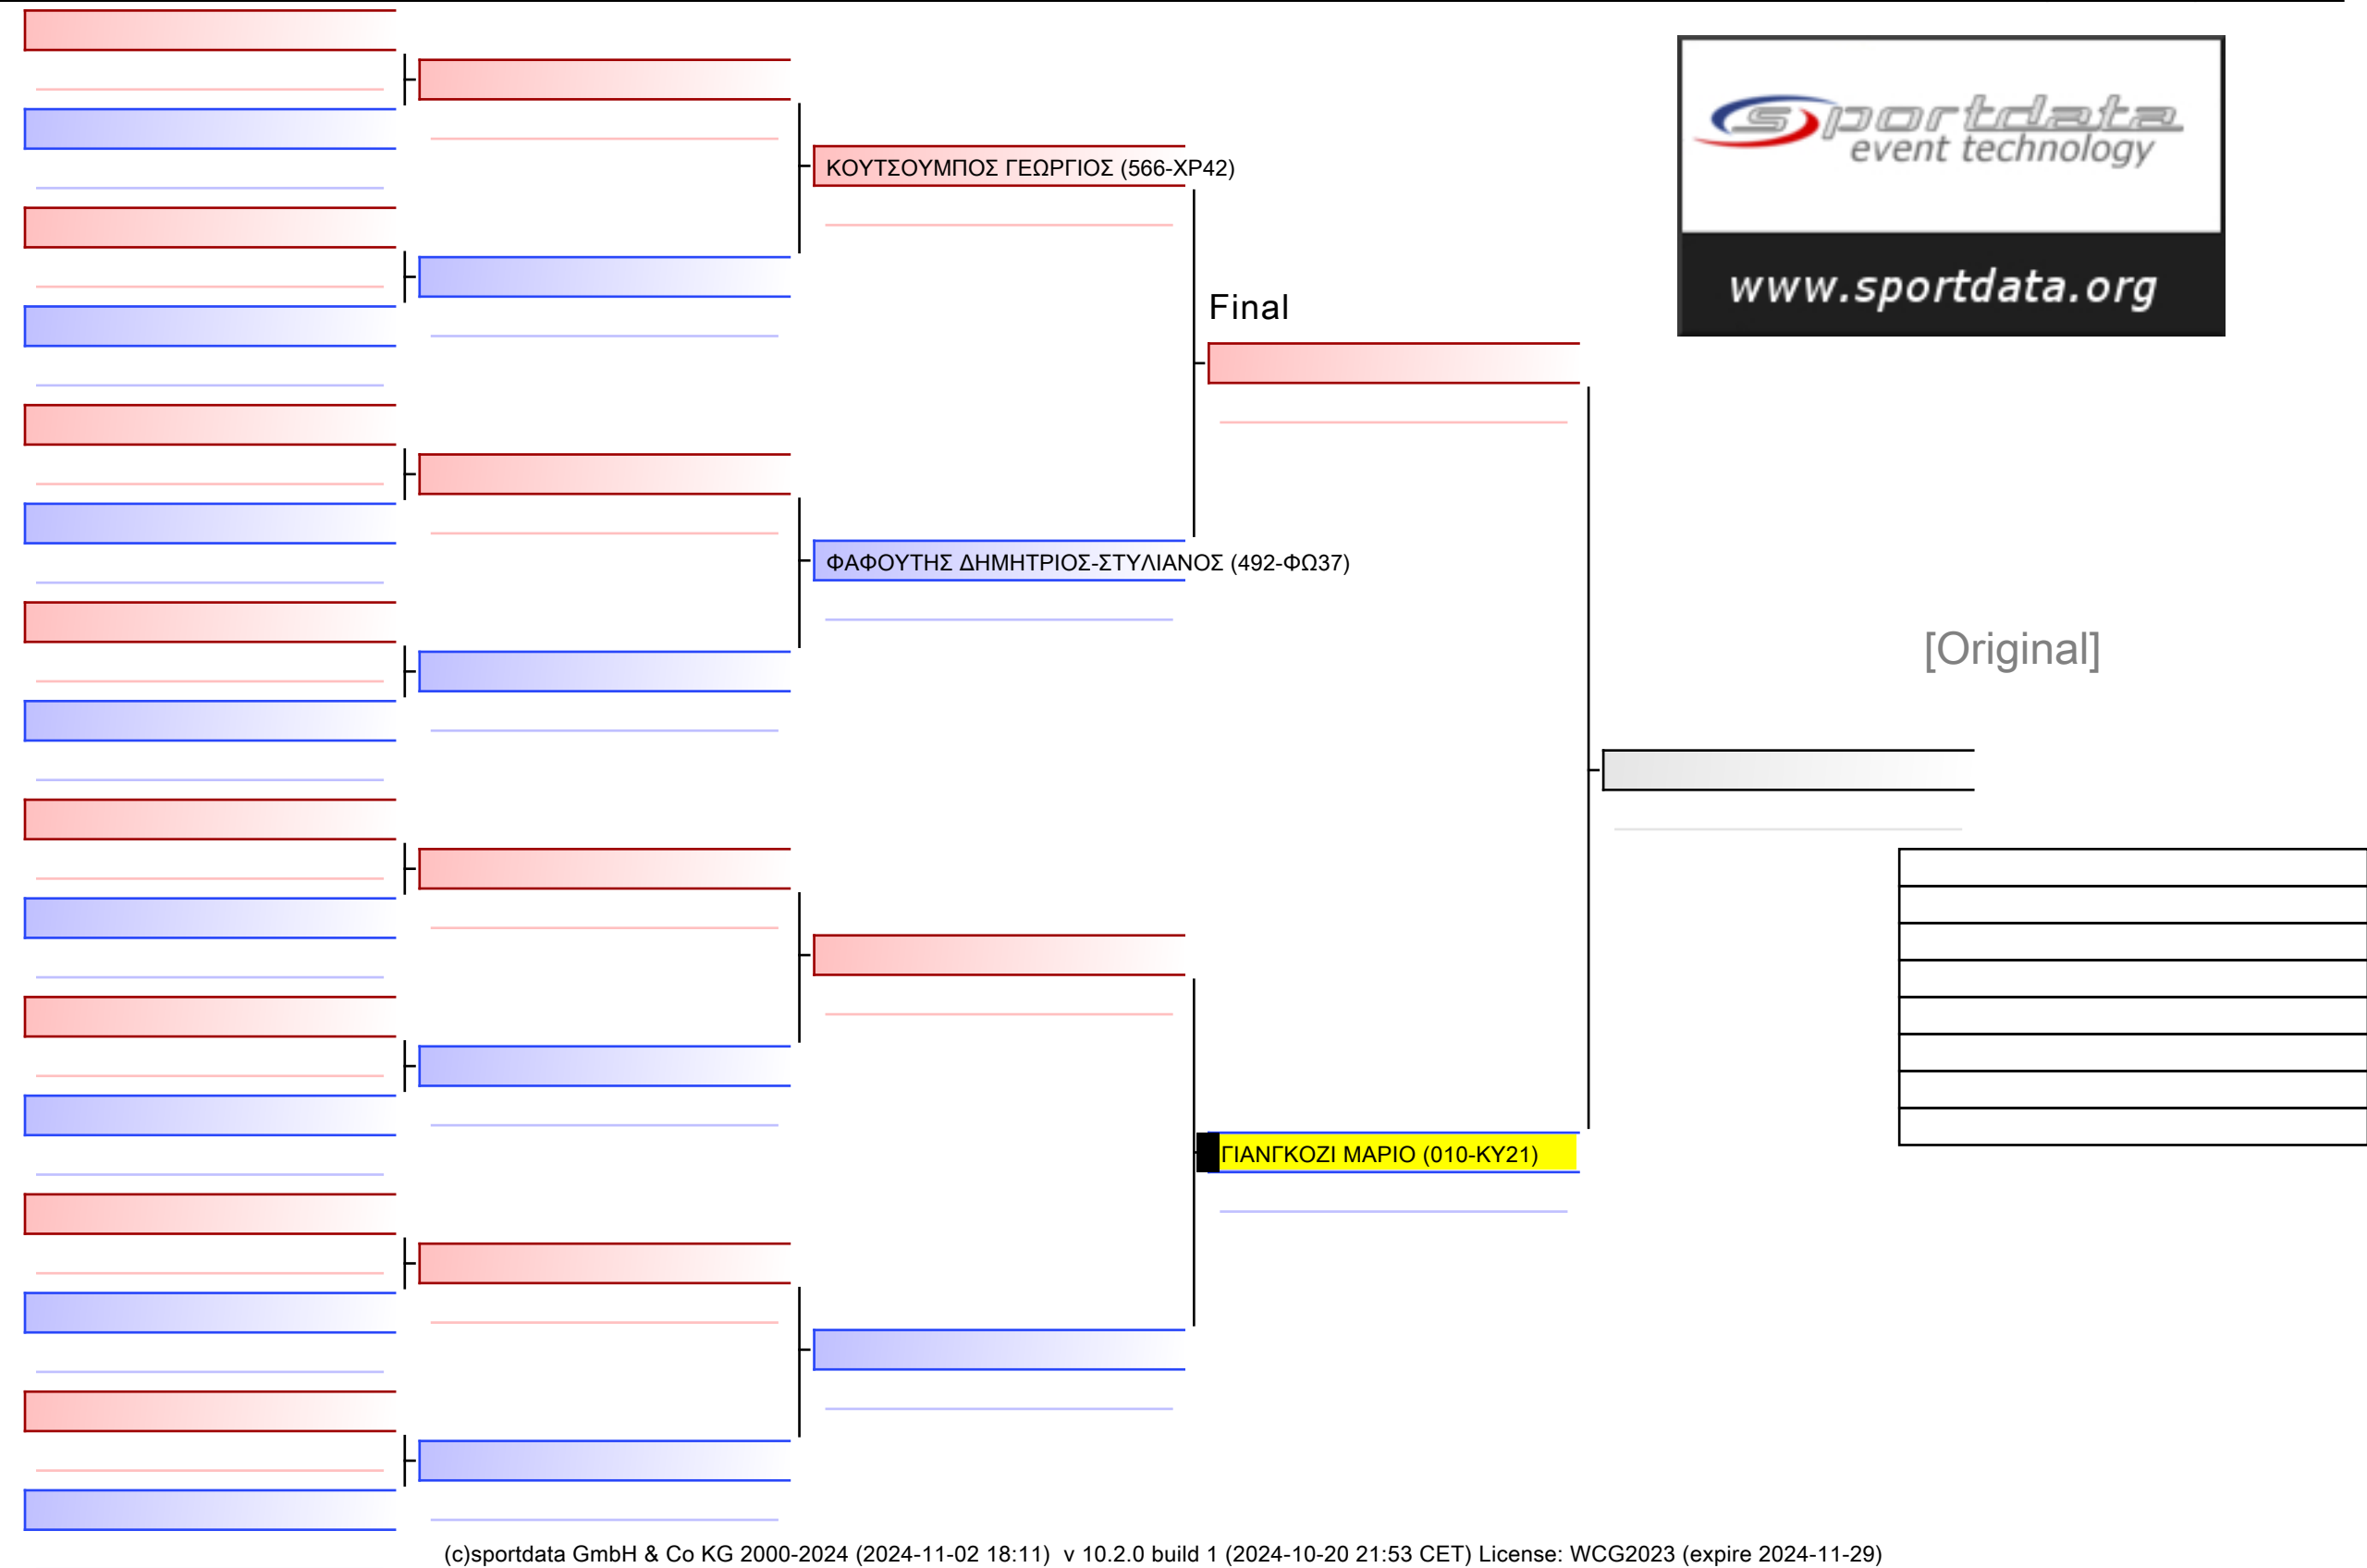 sportdata
event technology
www.sportdata.org
ΚΟΥΤΣΟΥΜΠΟΣ ΓΕΩΡΓΙΟΣ (566-ΧΡ42)
Final
ΦΑΦΟΥΤΗΣ ΔΗΜΗΤΡΙΟΣ-ΣΤΥΛΙΑΝΟΣ (492-ΦΩ37)
[Original]
ΓΙΑΝΓΚΟΖΙ ΜΑΡΙΟ (010-ΚΥ21)
(c)sportdata GmbH & Co KG 2000-2024 (2024-11-02 18:11) v 10.2.0 build 1 (2024-10-20 21:53 CET) License: WCG2023 (expire 2024-11-29)